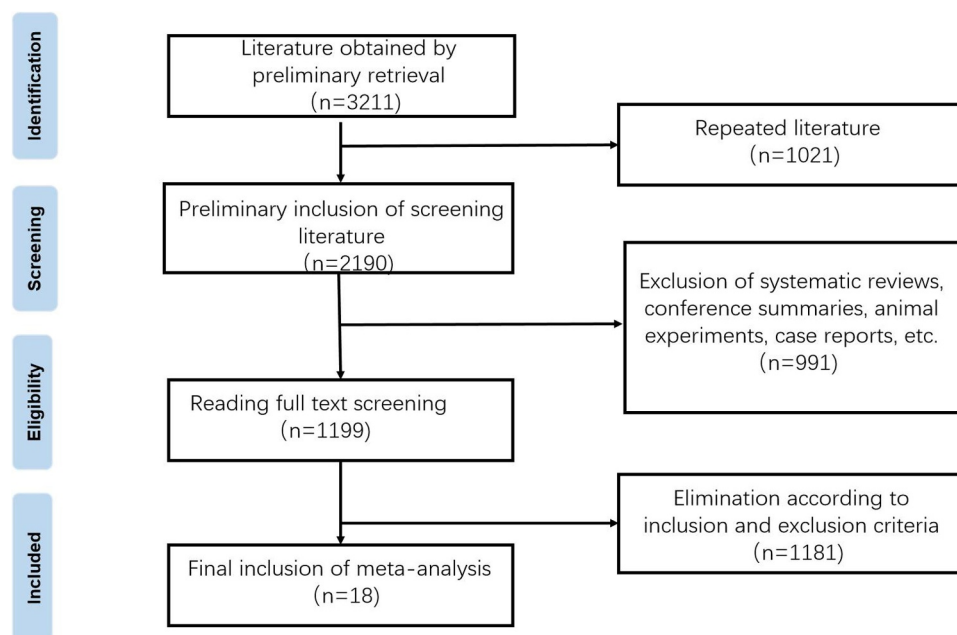 Identification
Literature obtained by
preliminary retrieval
(n=3211)
Repeated literature
(n=1021)
Screening
Preliminary inclusion of screening
literature
(n=2190)
Exclusion of systematic reviews,
conference summaries, animal
experiments, case reports, etc.
(n=991)
Eligibility
Reading full text screening
(n=1199)
Elimination according to
inclusion and exclusion criteria
(n=1181)
Included
Final inclusion of meta-analysis
(n=18)